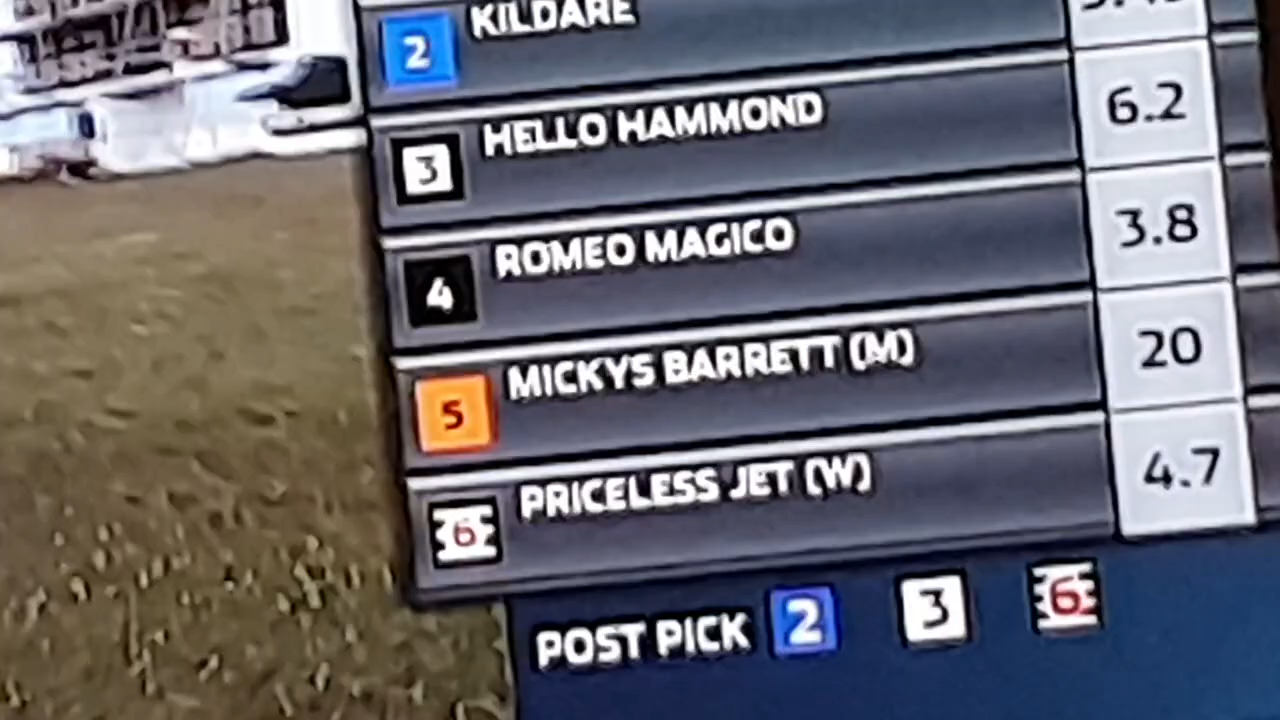 2 KILDARE
3 HELLO HAMMOND 6.2
4 ROMEO MAGICO 3.8
5 MICKYS BARRETT (M) 20
6 PRICELESS JET (W) 4.7
POST PICK 2 3 6